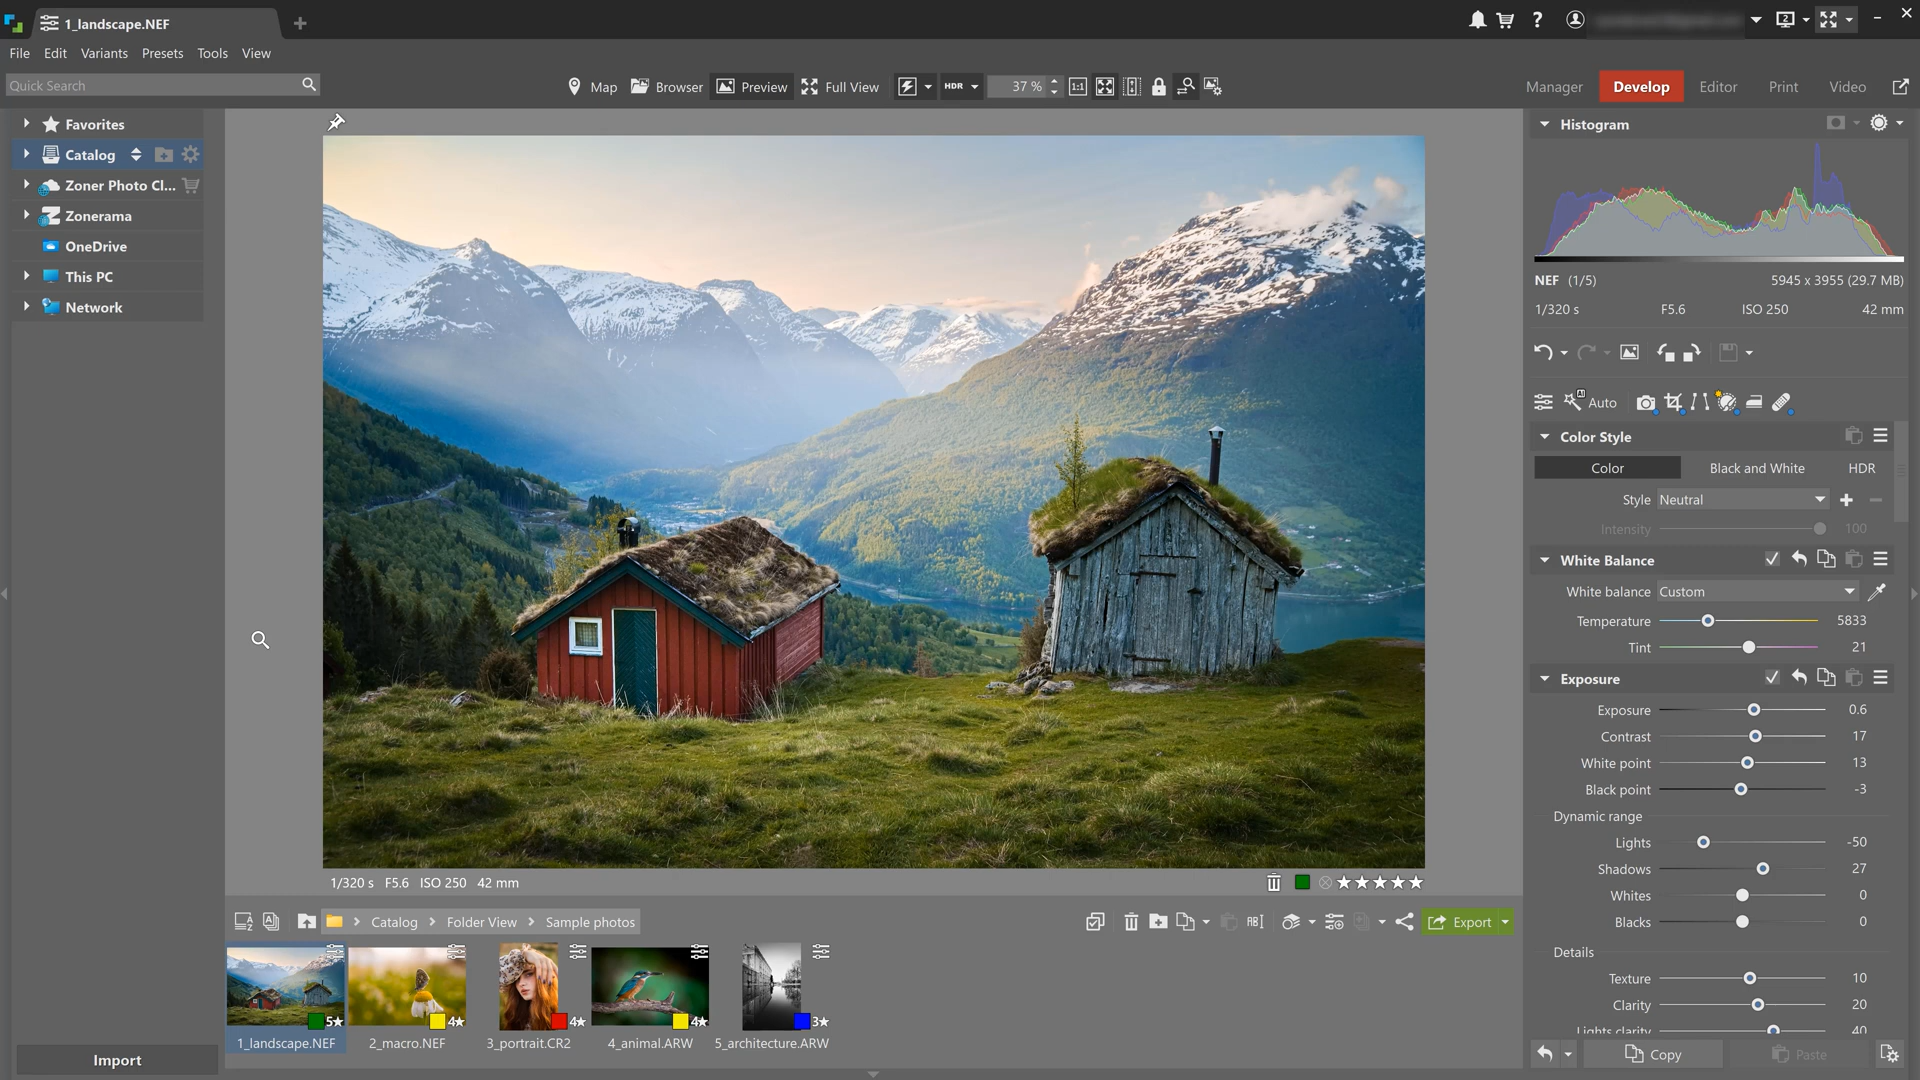 1_landscape.NEF
File Edit Variants Presets Tools View
Quick Search
Map Browser Preview Full View HDR 37 % 1:1
Manager Develop Editor Print Video
Favorites
Catalog
Zoner Photo Cl...
Zonerama
OneDrive
This PC
Network
Import
1/320 s F5.6 ISO 250 42 mm
Catalog Folder View Sample photos
Export
5★ 4★ 4★ 4★ 3★
1_landscape.NEF 2_macro.NEF 3_portrait.CR2 4_animal.ARW 5_architecture.ARW
Histogram
NEF (1/5) 5945 x 3955 (29.7 MB)
1/320 s F5.6 ISO 250 42 mm
AI Auto
Color Style
Color Black and White HDR
Style Neutral
Intensity 100
White Balance
White balance Custom
Temperature 5833
Tint 21
Exposure
Exposure 0.6
Contrast 17
White point 13
Black point -3
Dynamic range
Lights -50
Shadows 27
Whites 0
Blacks 0
Details
Texture 10
Clarity 20
Lights clarity 40
Copy Paste